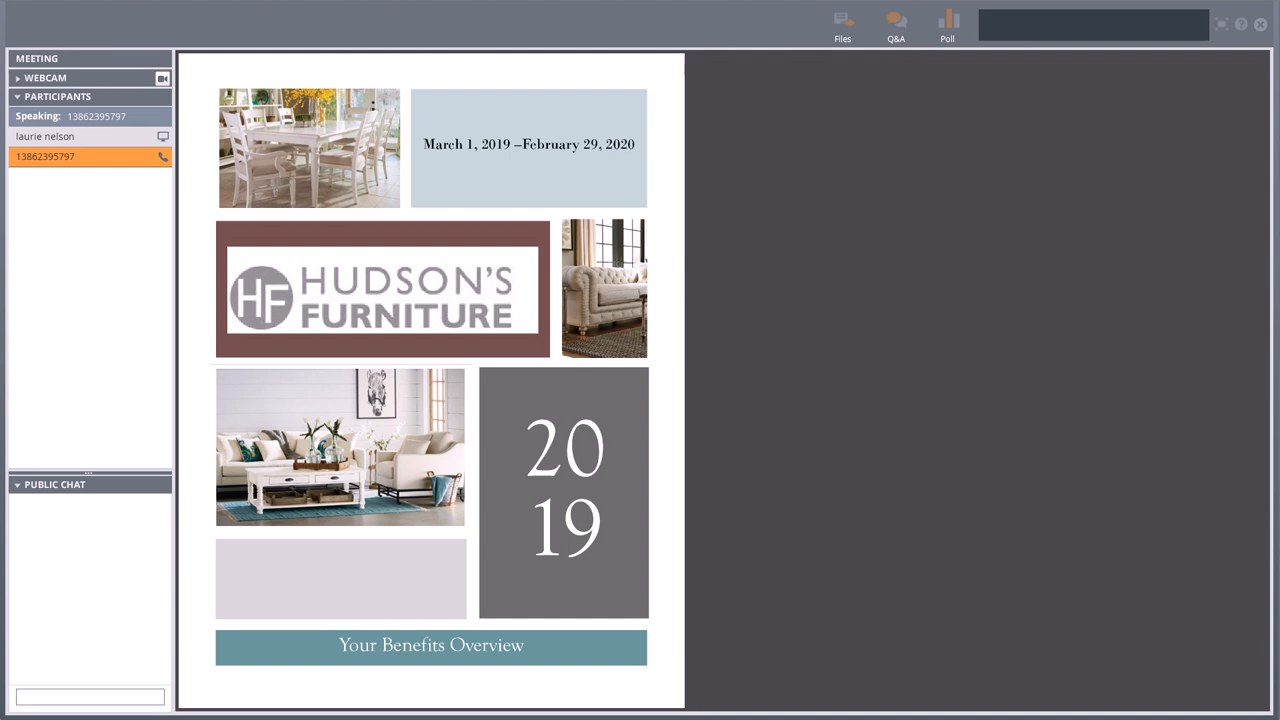 Files
Q&A
Poll
MEETING
WEBCAM
PARTICIPANTS
Speaking: 13862395797
laurie nelson
13862395797
PUBLIC CHAT
March 1, 2019 –February 29, 2020
HF
HUDSON'S
FURNITURE
20
19
Your Benefits Overview